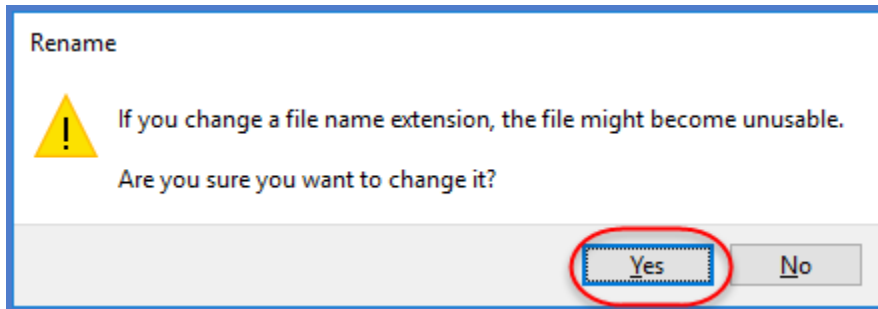 Rename
If you change a file name extension, the file might become unusable.
Are you sure you want to change it?
Yes No